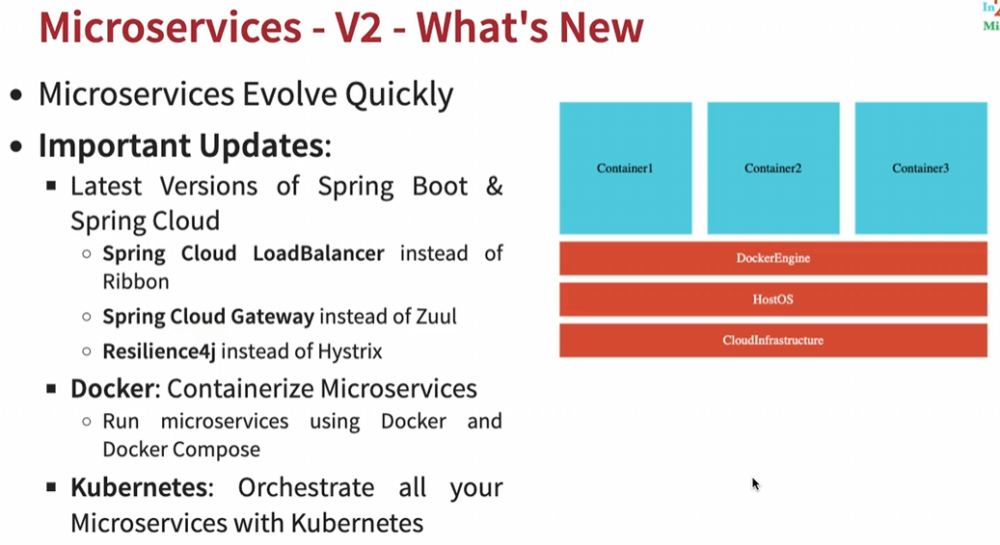 Microservices - V2 - What's New
In
Mi
Microservices Evolve Quickly
Important Updates:
Latest Versions of Spring Boot &
Spring Cloud
Spring Cloud LoadBalancer instead of
Ribbon
Spring Cloud Gateway instead of Zuul
Resilience4j instead of Hystrix
Docker: Containerize Microservices
Run microservices using Docker and
Docker Compose
Kubernetes: Orchestrate all your
Microservices with Kubernetes
Container1
Container2
Container3
DockerEngine
HostOS
CloudInfrastructure